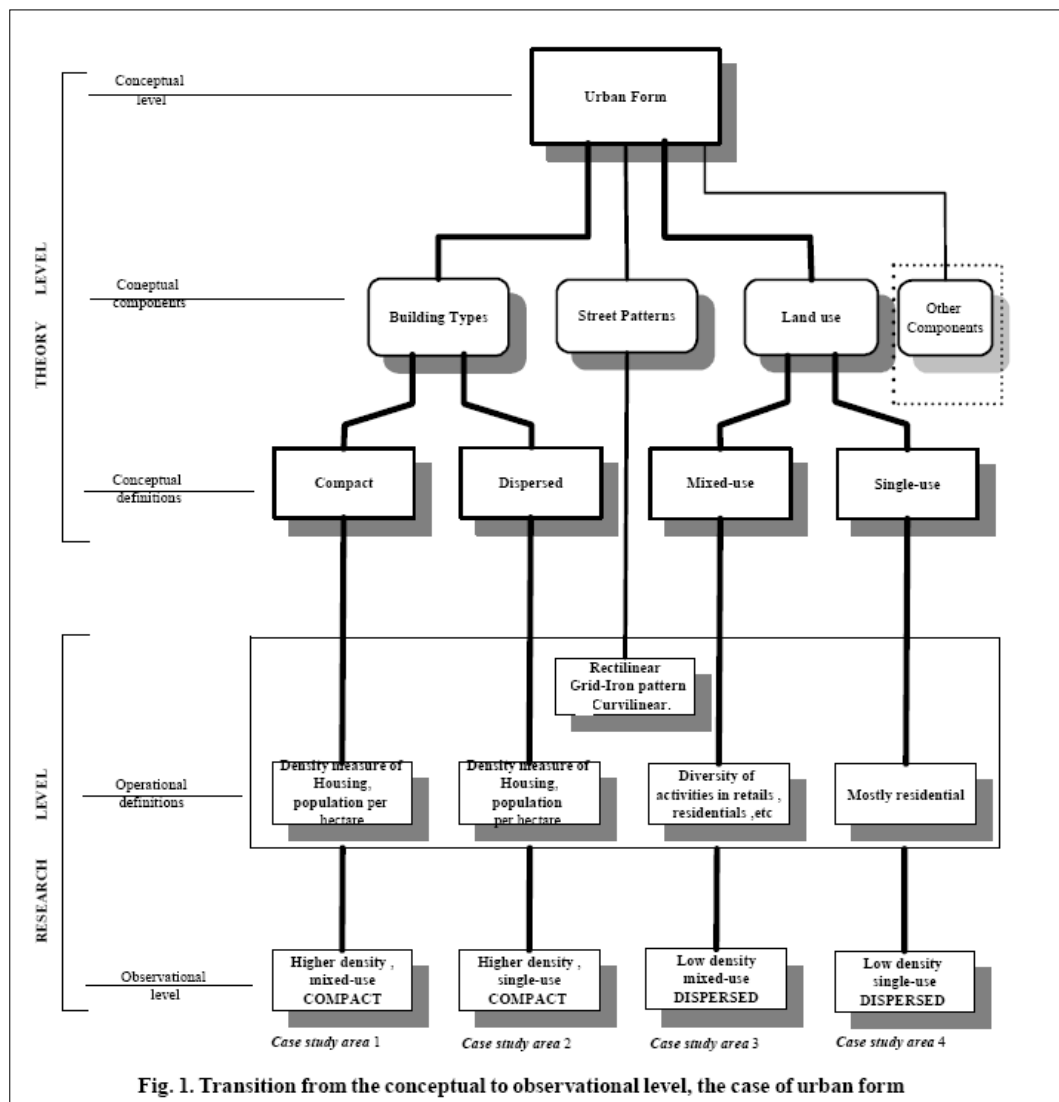 Conceptual
level
Urban Form
THEORY LEVEL
Coneptual
components
Building Types
Street Patterns
Land use
Other
Components
Conceptual
definitions
Compact
Dispersed
Mixed-use
Single-use
RESEARCH LEVEL
Rectilinear
Grid-Iron pattern
Curvilinear.
Operational
definitions
Density measure of
Housing,
population per
hectare
Density measure of
Housing,
population
per hectare
Diversity of
activities in retails ,
residentials ,etc
Mostly residential
Observational
level
Higher density ,
mixed-use
COMPACT
Higher density ,
single-use
COMPACT
Low density
mixed-use
DISPERSED
Low density
single-use
DISPERSED
Case study area 1
Case study area 2
Case study area 3
Case study area 4
Fig. 1. Transition from the conceptual to observational level, the case of urban form